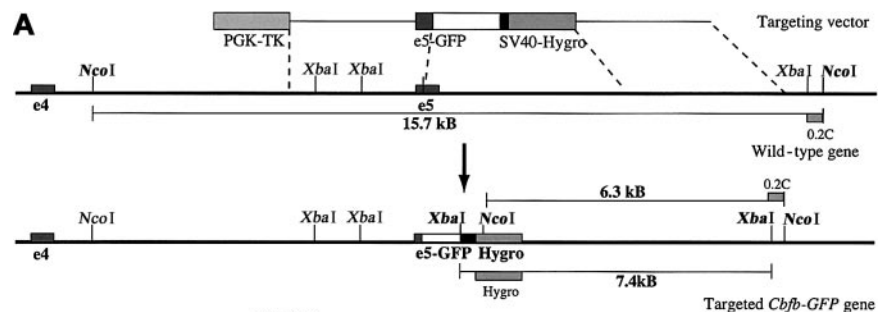 A
Targeting vector
PGK-TK
e5-GFP
SV40-Hygro
NcoI
XbaI
XbaI
XbaI
NcoI
e4
e5
15.7 kB
0.2C
Wild-type gene
6.3 kB
0.2C
NcoI
XbaI
XbaI
XbaI
NcoI
XbaI
NcoI
e4
e5-GFP
Hygro
Hygro
7.4kB
Targeted Cbfb-GFP gene